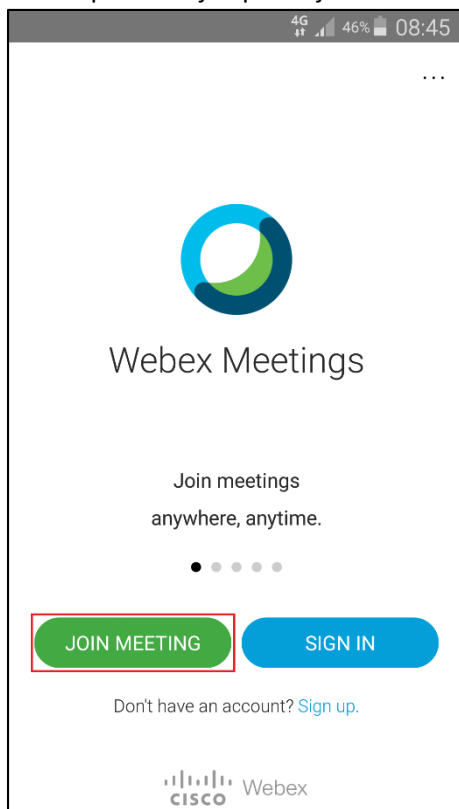 4G 46% 08:45
...
Webex Meetings
Join meetings
anywhere, anytime.
JOIN MEETING SIGN IN
Don't have an account? Sign up.
CISCO Webex